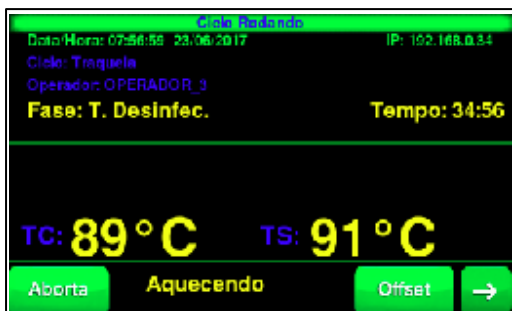 Ciclo Rodando
Data/Hora: 07:56:59 23/06/2017 IP: 192.168.0.34
Ciclo: Traqueia
Operador: OPERADOR_3
Fase: T. Desinfec. Tempo: 34:56
TC: 89°C TS: 91°C
Aborta Aquecendo Offset →